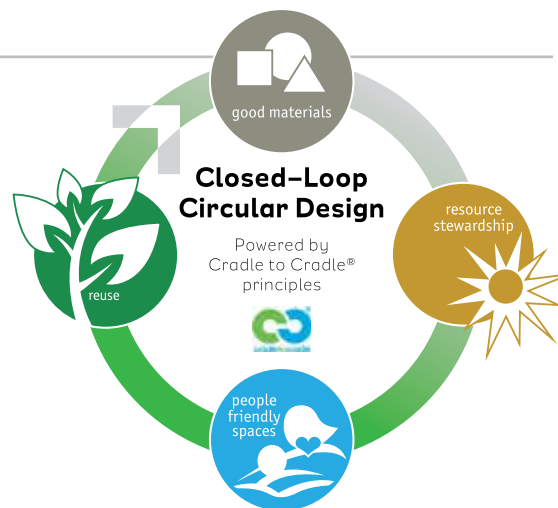 good materials
Closed–Loop
Circular Design
Powered by
Cradle to Cradle®
principles
resource
stewardship
reuse
people
friendly
spaces